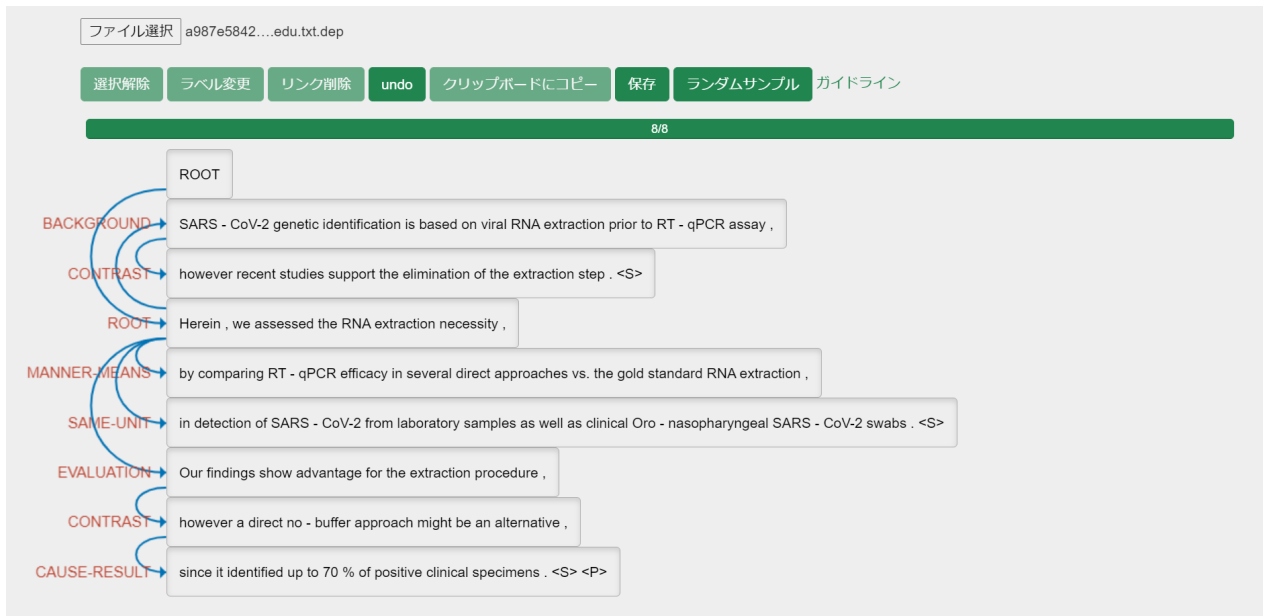 ファイル選択 a987e5842....edu.txt.dep
選択解除 ラベル変更 リンク削除 undo クリップボードにコピー 保存 ランダムサンプル ガイドライン
8/8
ROOT
BACKGROUND SARS - CoV-2 genetic identification is based on viral RNA extraction prior to RT - qPCR assay ,
CONTRAST however recent studies support the elimination of the extraction step . <S>
ROOT Herein , we assessed the RNA extraction necessity ,
MANNER-MEANS by comparing RT - qPCR efficacy in several direct approaches vs. the gold standard RNA extraction ,
SAME-UNIT in detection of SARS - CoV-2 from laboratory samples as well as clinical Oro - nasopharyngeal SARS - CoV-2 swabs . <S>
EVALUATION Our findings show advantage for the extraction procedure ,
CONTRAST however a direct no - buffer approach might be an alternative ,
CAUSE-RESULT since it identified up to 70 % of positive clinical specimens . <S> <P>